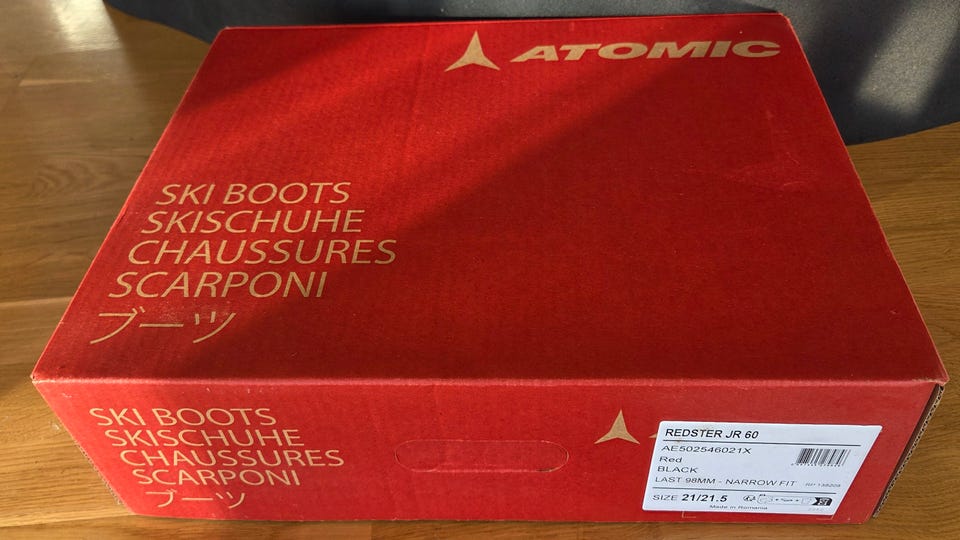 ATOMIC
SKI BOOTS
SKISCHUHE
CHAUSSURES
SCARPONI
ブーツ
SKI BOOTS
SKISCHUHE
CHAUSSURES
SCARPONI
ブーツ
REDSTER JR 60
AE502546021X
Red
BLACK
LAST 98MM - NARROW FIT
SIZE 21/21.5
Made in Romania